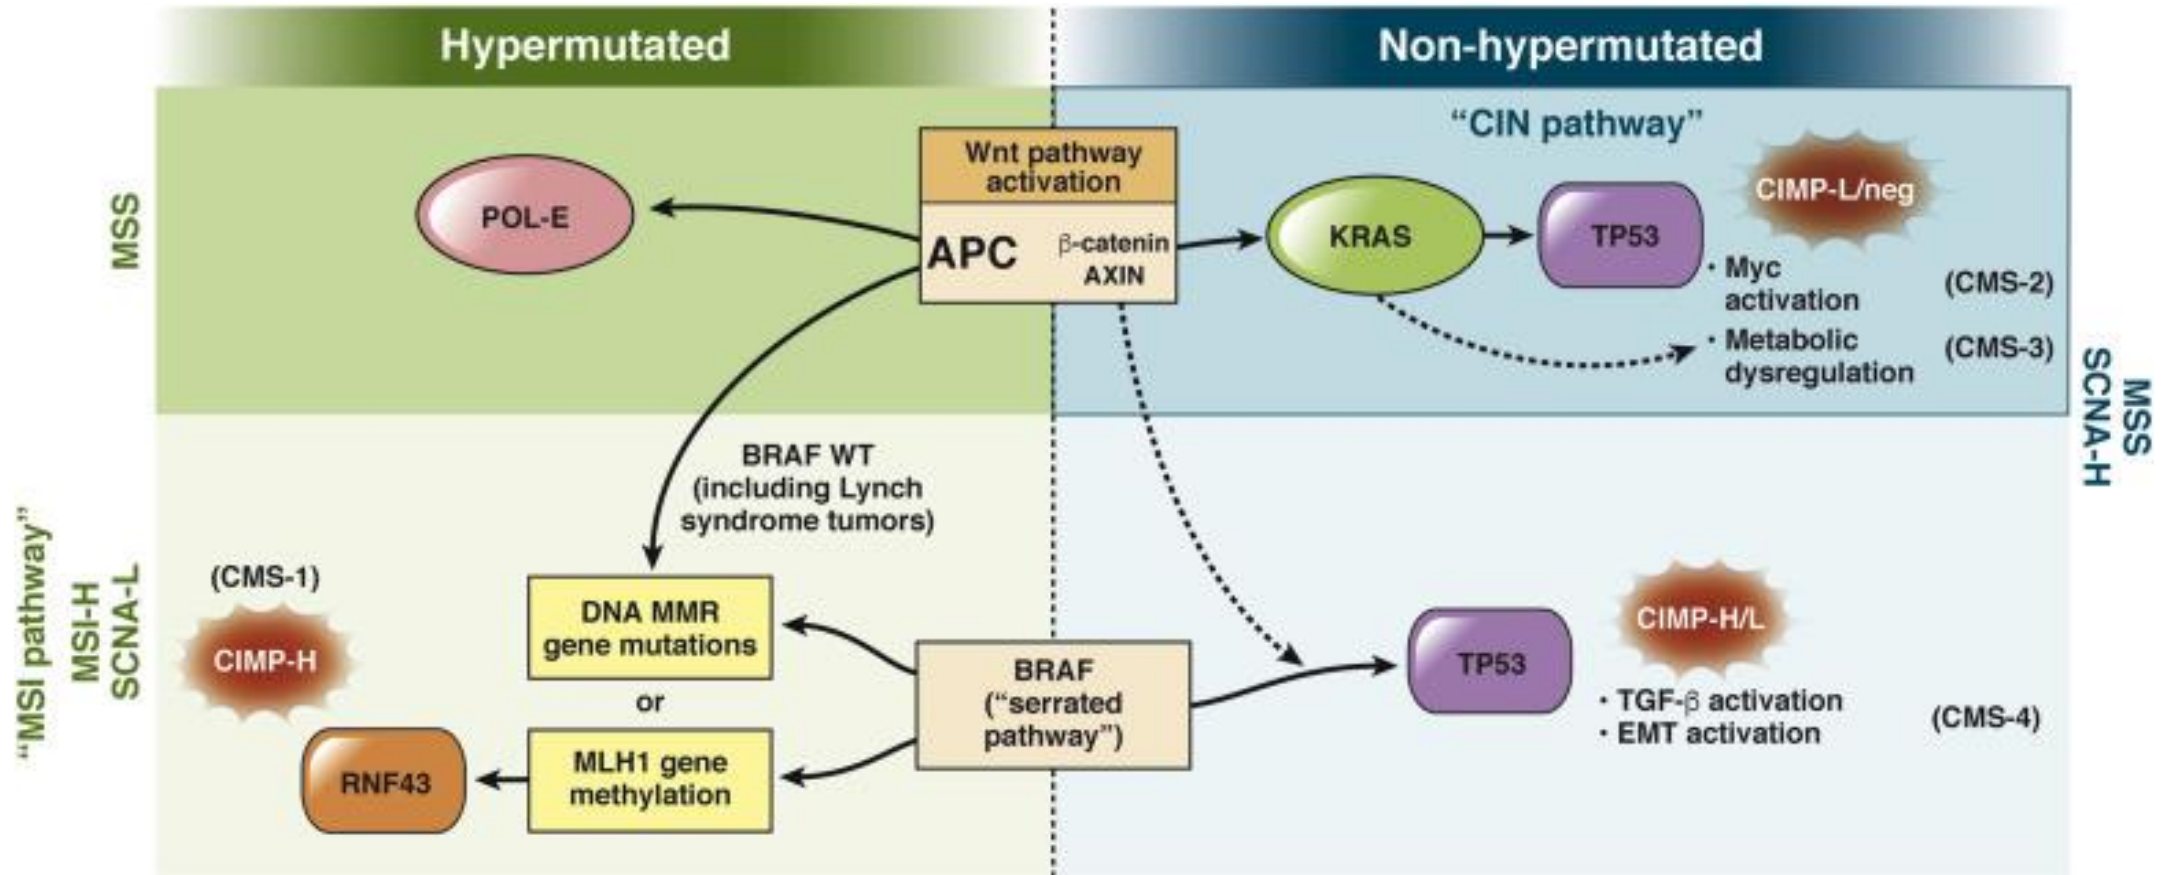 Hypermutated
Non-hypermutated
MSS
POL-E
Wnt pathway
activation
APC
β-catenin
AXIN
“CIN pathway”
KRAS
TP53
CIMP-L/neg
· Myc
activation
(CMS-2)
· Metabolic
dysregulation
(CMS-3)
MSS
SCNA-H
BRAF WT
(including Lynch
syndrome tumors)
“MSI pathway”
MSI-H
SCNA-L
(CMS-1)
CIMP-H
DNA MMR
gene mutations
or
MLH1 gene
methylation
RNF43
BRAF
(“serrated
pathway”)
TP53
CIMP-H/L
· TGF-β activation
· EMT activation
(CMS-4)